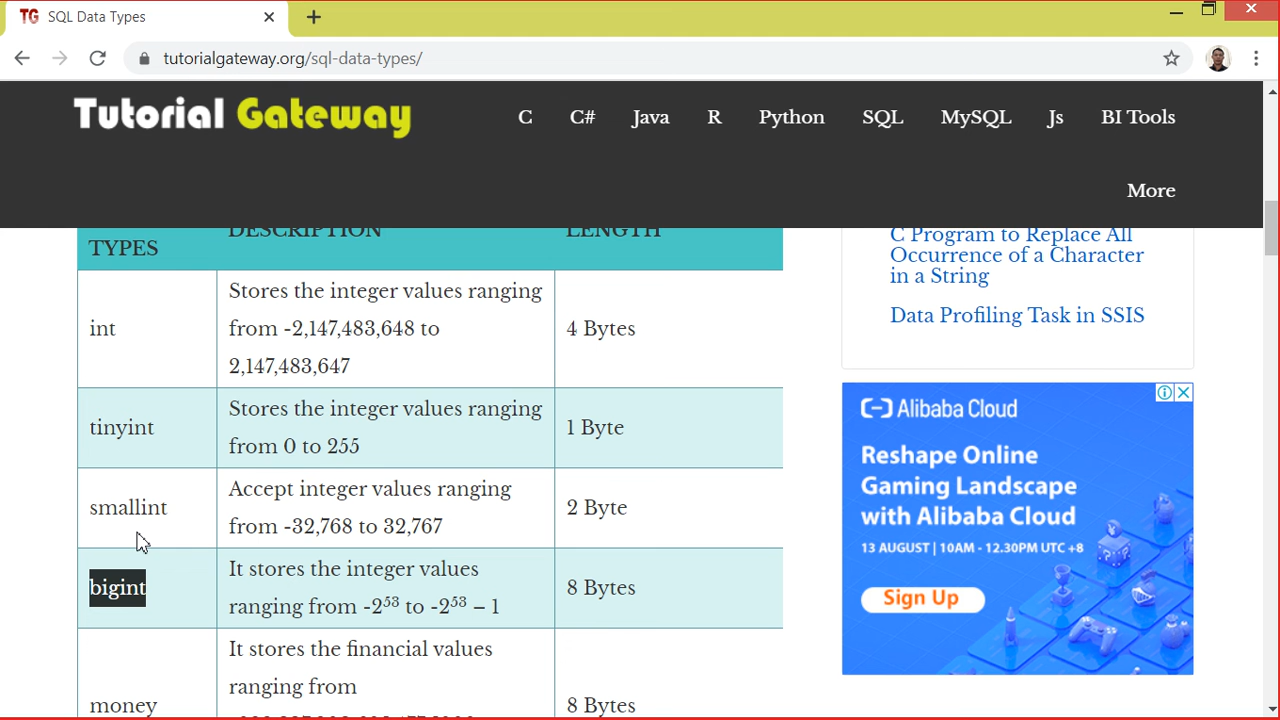 SQL Data Types
tutorialgateway.org/sql-data-types/
Tutorial Gateway
C C# Java R Python SQL MySQL Js BI Tools
More
TYPES
DESCRIPTION
LENGTH
int
Stores the integer values ranging
from -2,147,483,648 to
2,147,483,647
4 Bytes
tinyint
Stores the integer values ranging
from 0 to 255
1 Byte
smallint
Accept integer values ranging
from -32,768 to 32,767
2 Byte
bigint
It stores the integer values
ranging from -2⁵³ to -2⁵³ – 1
8 Bytes
money
It stores the financial values
ranging from
8 Bytes
C Program to Replace All
Occurrence of a Character
in a String
Data Profiling Task in SSIS
Alibaba Cloud
Reshape Online
Gaming Landscape
with Alibaba Cloud
13 AUGUST | 10AM - 12.30PM UTC +8
Sign Up